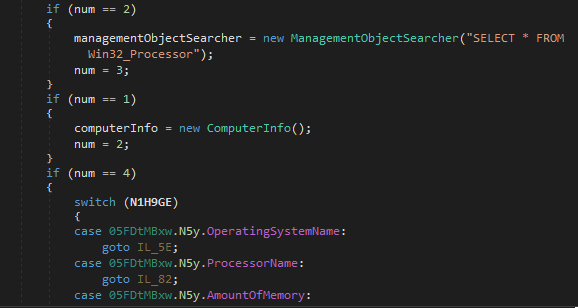 if (num == 2)
{
managementObjectSearcher = new ManagementObjectSearcher("SELECT * FROM
Win32_Processor");
num = 3;
}
if (num == 1)
{
computerInfo = new ComputerInfo();
num = 2;
}
if (num == 4)
{
switch (N1H9GE)
{
case 05FDtMBxw.N5y.OperatingSystemName:
goto IL_5E;
case 05FDtMBxw.N5y.ProcessorName:
goto IL_82;
case 05FDtMBxw.N5y.AmountOfMemory: